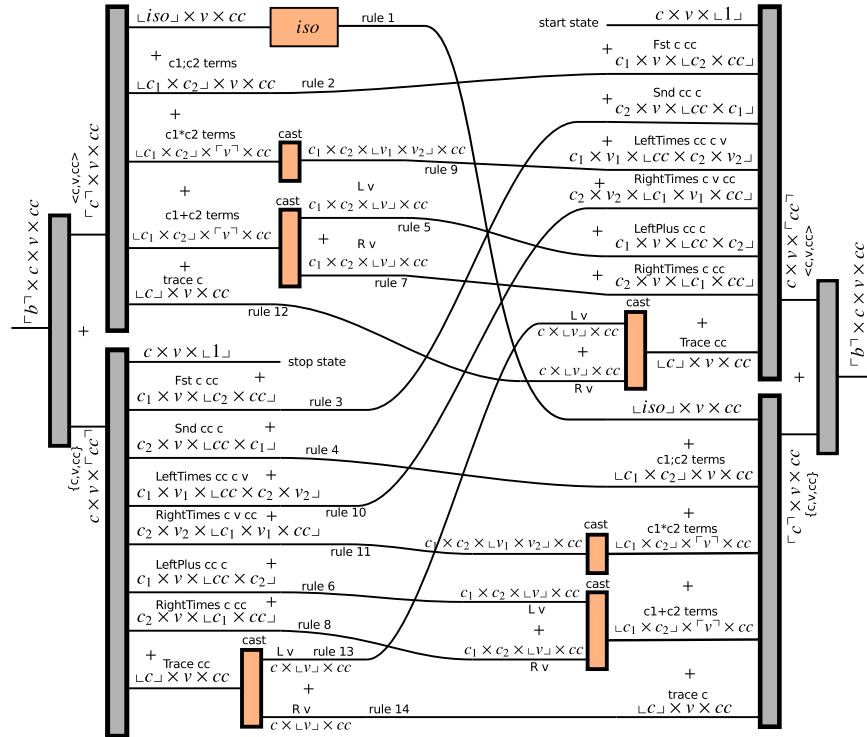 ⌞iso⌟ × v × cc
iso
rule 1
+
c1;c2 terms
⌞c₁ × c₂⌟ × v × cc
rule 2
+
c1*c2 terms
⌞c₁ × c₂⌟ × ⌜v⌝ × cc
cast
c₁ × c₂ × ⌞v₁ × v₂⌟ × cc
rule 9
+
c1+c2 terms
⌞c₁ × c₂⌟ × ⌜v⌝ × cc
cast
L v
c₁ × c₂ × ⌞v⌟ × cc
rule 5
+
R v
c₁ × c₂ × ⌞v⌟ × cc
rule 7
+
trace c
⌞c⌟ × v × cc
rule 12
<c,v,cc>
⌜c⌝ × v × cc
⌜b⌝ × c × v × cc
+
{c,v,cc}
c × v × ⌜cc⌝
c × v × ⌞1⌟
stop state
Fst c cc
+
c₁ × v × ⌞c₂ × cc⌟
rule 3
Snd cc c
+
c₂ × v × ⌞cc × c₁⌟
rule 4
LeftTimes cc c v
+
c₁ × v₁ × ⌞cc × c₂ × v₂⌟
rule 10
RightTimes c v cc
+
c₂ × v₂ × ⌞c₁ × v₁ × cc⌟
rule 11
LeftPlus cc c
+
c₁ × v × ⌞cc × c₂⌟
rule 6
RightTimes c cc
+
c₂ × v × ⌞c₁ × cc⌟
rule 8
+
Trace cc
⌞c⌟ × v × cc
cast
L v
rule 13
c × ⌞v⌟ × cc
+
R v
rule 14
c × ⌞v⌟ × cc
start state
c × v × ⌞1⌟
+
Fst c cc
c₁ × v × ⌞c₂ × cc⌟
+
Snd cc c
c₂ × v × ⌞cc × c₁⌟
+
LeftTimes cc c v
c₁ × v₁ × ⌞cc × c₂ × v₂⌟
+
RightTimes c v cc
c₂ × v₂ × ⌞c₁ × v₁ × cc⌟
+
LeftPlus cc c
c₁ × v × ⌞cc × c₂⌟
+
RightTimes c cc
c₂ × v × ⌞c₁ × cc⌟
L v
c × ⌞v⌟ × cc
+
c × ⌞v⌟ × cc
R v
cast
+
Trace cc
⌞c⌟ × v × cc
c × v × ⌜cc⌝
<c,v,cc>
⌜b⌝ × c × v × cc
+
⌜c⌝ × v × cc
{c,v,cc}
⌞iso⌟ × v × cc
+
c1;c2 terms
⌞c₁ × c₂⌟ × v × cc
+
c₁ × c₂ × ⌞v₁ × v₂⌟ × cc
cast
c1*c2 terms
⌞c₁ × c₂⌟ × ⌜v⌝ × cc
+
c₁ × c₂ × ⌞v⌟ × cc
L v
+
c₁ × c₂ × ⌞v⌟ × cc
R v
cast
c1+c2 terms
⌞c₁ × c₂⌟ × ⌜v⌝ × cc
+
trace c
⌞c⌟ × v × cc